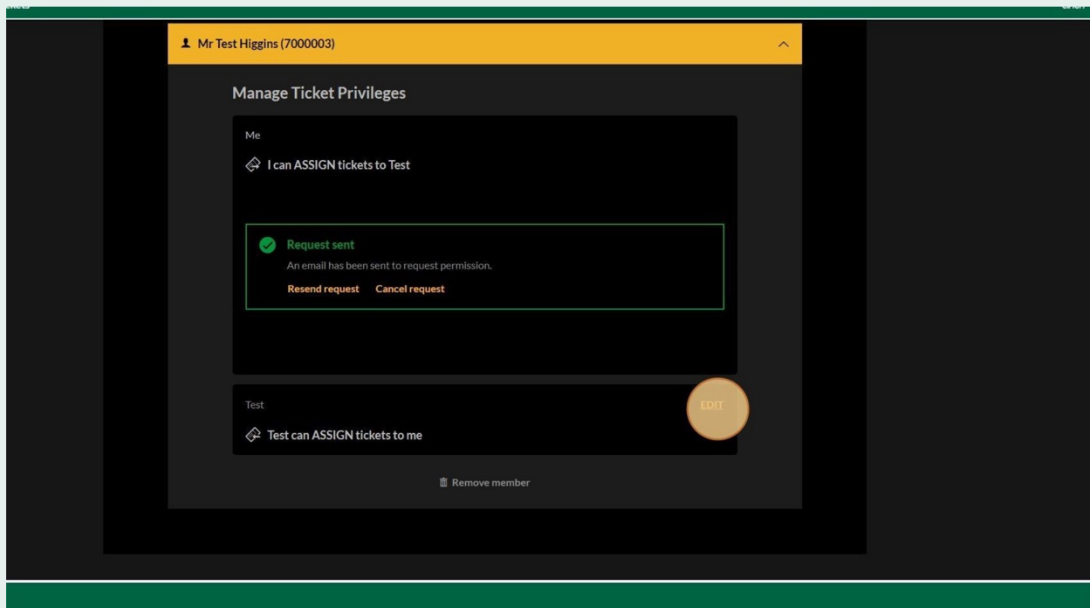 Mr Test Higgins (7000003)
Manage Ticket Privileges
Me
I can ASSIGN tickets to Test
Request sent
An email has been sent to request permission.
Resend request Cancel request
Test
EDIT
Test can ASSIGN tickets to me
Remove member